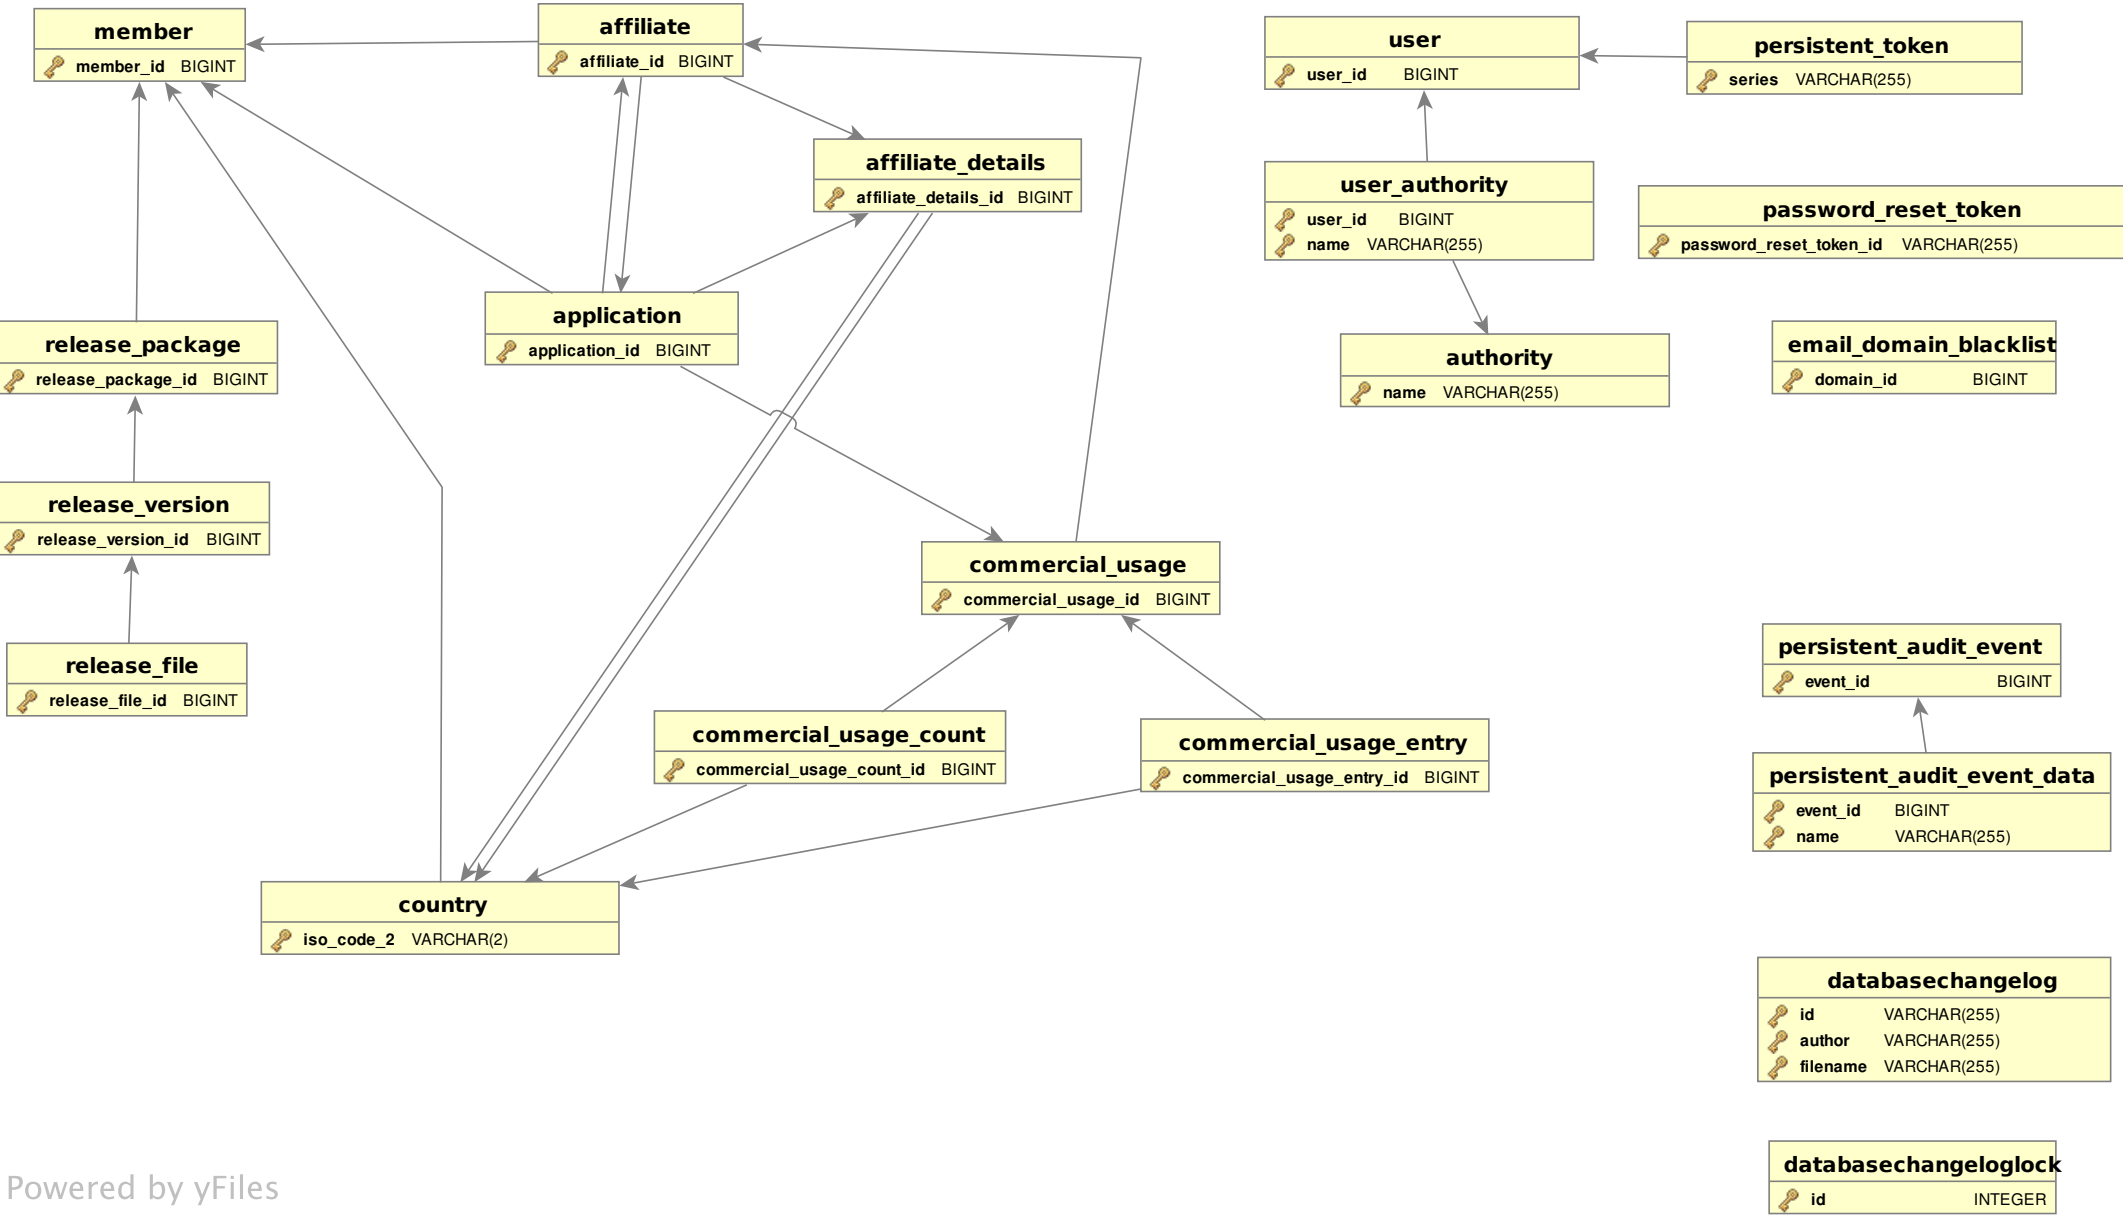 member
member_id BIGINT
affiliate
affiliate_id BIGINT
user
user_id BIGINT
persistent_token
series VARCHAR(255)
affiliate_details
affiliate_details_id BIGINT
user_authority
user_id BIGINT
name VARCHAR(255)
password_reset_token
password_reset_token_id VARCHAR(255)
application
application_id BIGINT
release_package
release_package_id BIGINT
authority
name VARCHAR(255)
email_domain_blacklist
domain_id BIGINT
release_version
release_version_id BIGINT
commercial_usage
commercial_usage_id BIGINT
release_file
release_file_id BIGINT
persistent_audit_event
event_id BIGINT
commercial_usage_count
commercial_usage_count_id BIGINT
commercial_usage_entry
commercial_usage_entry_id BIGINT
persistent_audit_event_data
event_id BIGINT
name VARCHAR(255)
country
iso_code_2 VARCHAR(2)
databasechangelog
id VARCHAR(255)
author VARCHAR(255)
filename VARCHAR(255)
databasechangeloglock
id INTEGER
Powered by yFiles